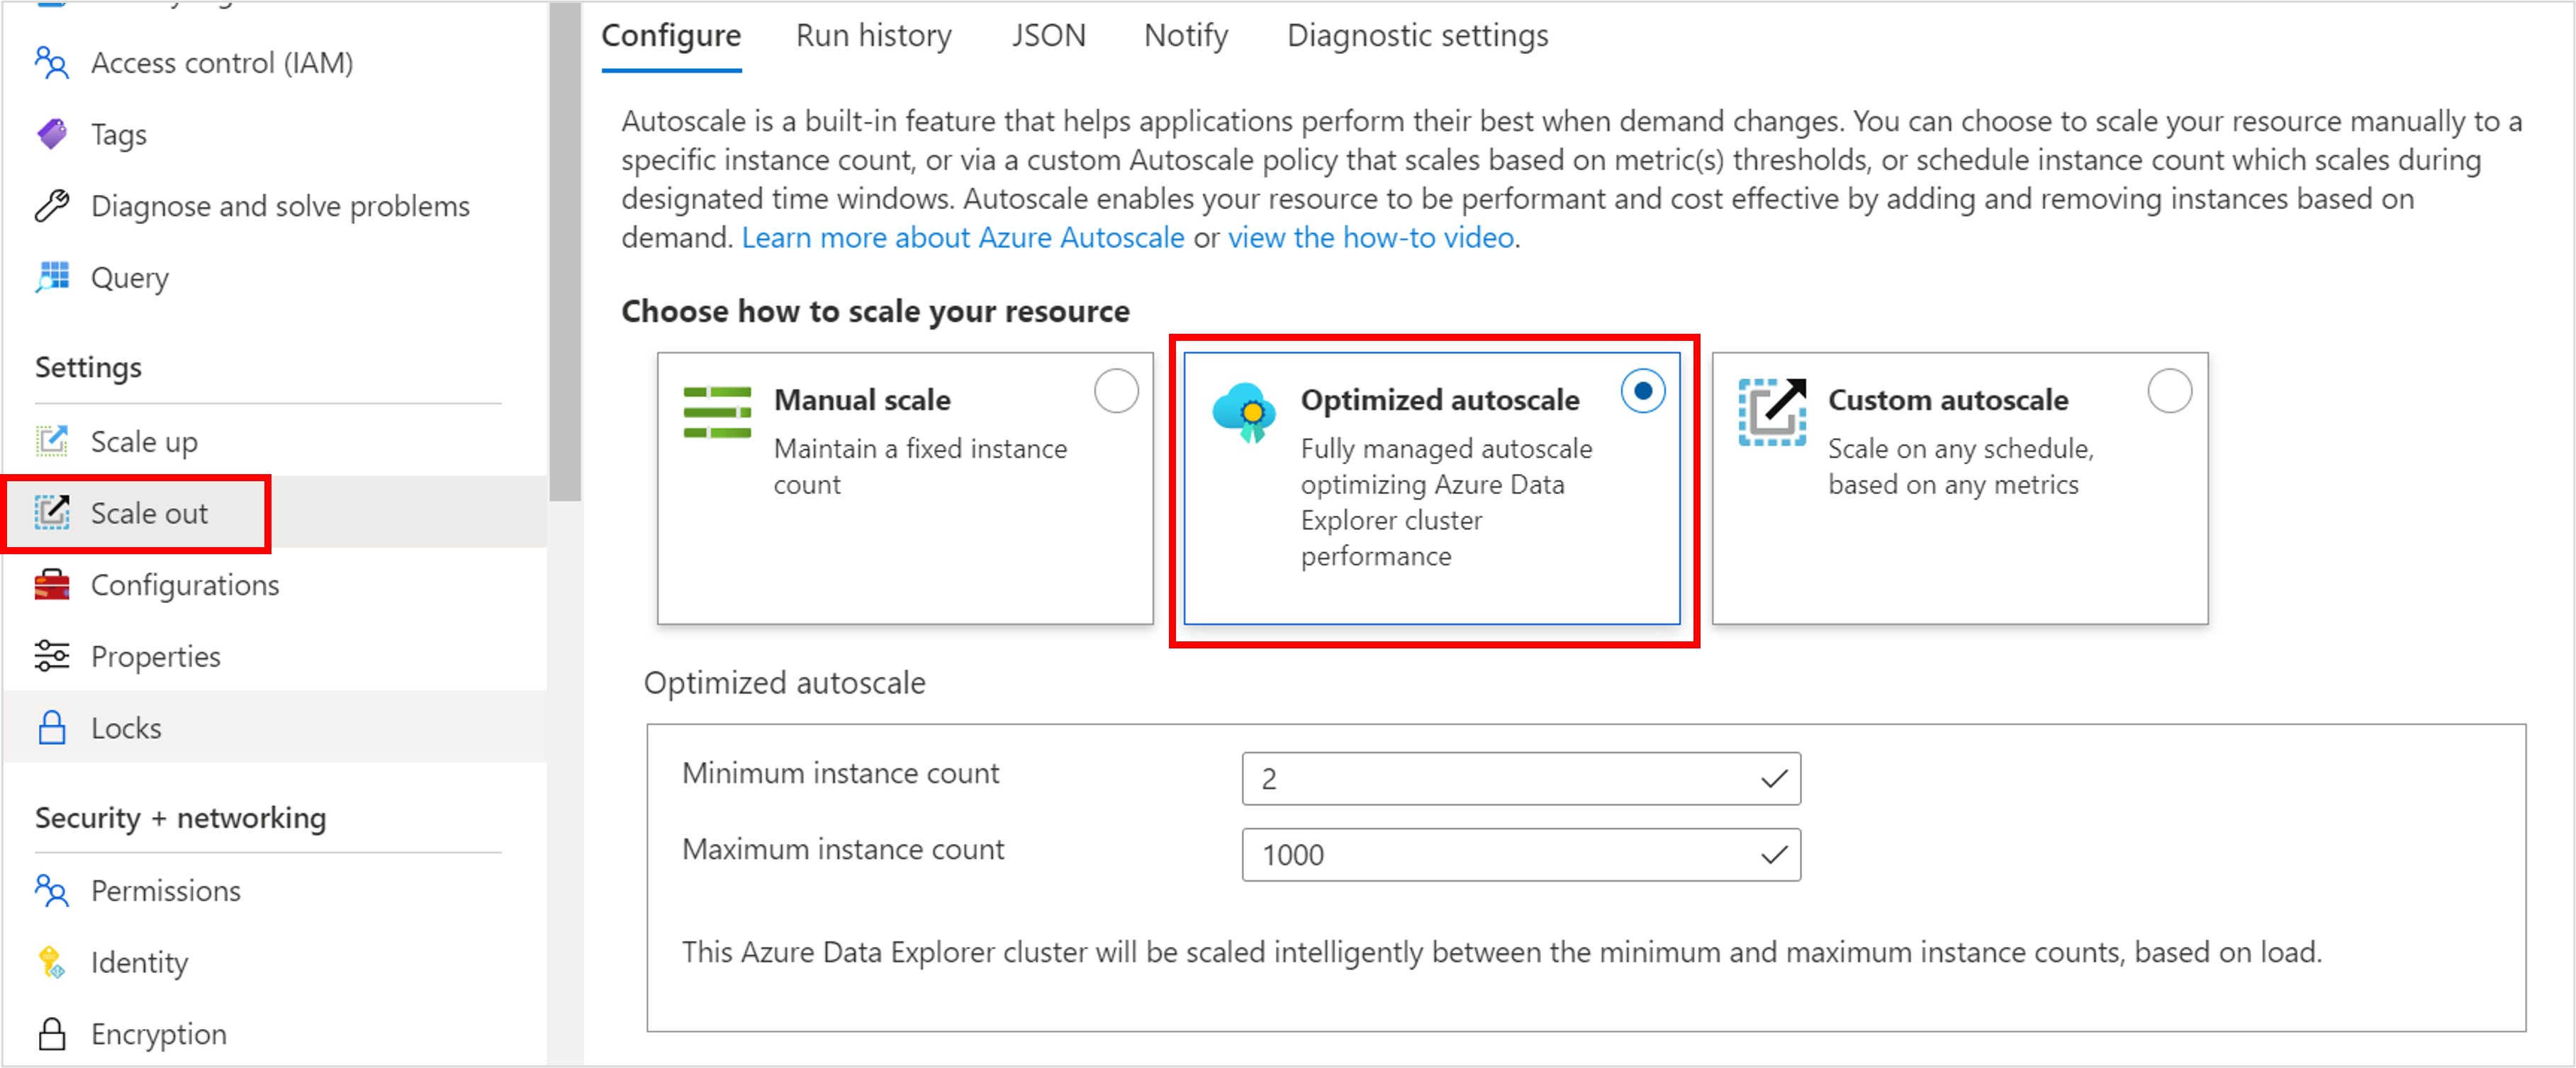 Access control (IAM)
Tags
Diagnose and solve problems
Query
Settings
Scale up
Scale out
Configurations
Properties
Locks
Security + networking
Permissions
Identity
Encryption
Configure
Run history
JSON
Notify
Diagnostic settings
Autoscale is a built-in feature that helps applications perform their best when demand changes. You can choose to scale your resource manually to a
specific instance count, or via a custom Autoscale policy that scales based on metric(s) thresholds, or schedule instance count which scales during
designated time windows. Autoscale enables your resource to be performant and cost effective by adding and removing instances based on
demand. Learn more about Azure Autoscale or view the how-to video.
Choose how to scale your resource
Manual scale
Maintain a fixed instance
count
Optimized autoscale
Fully managed autoscale
optimizing Azure Data
Explorer cluster
performance
Custom autoscale
Scale on any schedule,
based on any metrics
Optimized autoscale
Minimum instance count
2
Maximum instance count
1000
This Azure Data Explorer cluster will be scaled intelligently between the minimum and maximum instance counts, based on load.